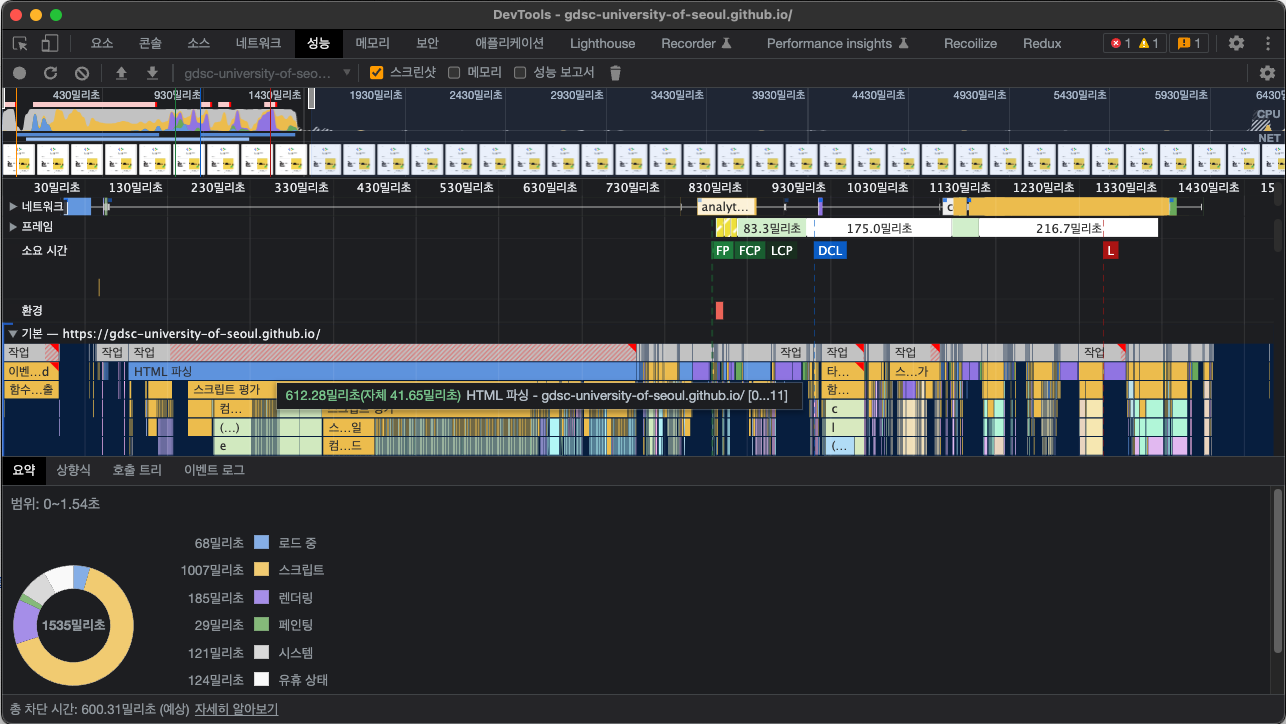 DevTools - gdsc-university-of-seoul.github.io/
요소 콘솔 소스 네트워크 성능 메모리 보안 애플리케이션 Lighthouse Recorder Performance insights Recoilize Redux 1 1 1
gdsc-university-of-seo... 스크린샷 메모리 성능 보고서
430밀리초 930밀리초 1430밀리초 1930밀리초 2430밀리초 2930밀리초 3430밀리초 3930밀리초 4430밀리초 4930밀리초 5430밀리초 5930밀리초 6430
CPU
NET
30밀리초 130밀리초 230밀리초 330밀리초 430밀리초 530밀리초 630밀리초 730밀리초 830밀리초 930밀리초 1030밀리초 1130밀리초 1230밀리초 1330밀리초 1430밀리초 15
네트워크 analyt... c
프레임 83.3밀리초 175.0밀리초 216.7밀리초
소요 시간 FP FCP LCP DCL L
환경
기본 — https://gdsc-university-of-seoul.github.io/
작업 작업 작업 작업 작업 작업 작업
이벤...d HTML 파싱 타... 스...가
함수...출 스크립트 평가 함...
612.28밀리초(자체 41.65밀리초) HTML 파싱 - gdsc-university-of-seoul.github.io/ [0...11]
컴... c
(...) 스...일 l
e 컴...드 (...
요약 상향식 호출 트리 이벤트 로그
범위: 0~1.54초
68밀리초 로드 중
1007밀리초 스크립트
185밀리초 렌더링
1535밀리초
29밀리초 페인팅
121밀리초 시스템
124밀리초 유휴 상태
총 차단 시간: 600.31밀리초 (예상) 자세히 알아보기